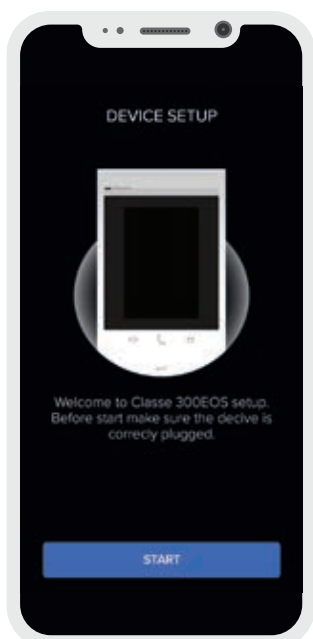 DEVICE SETUP
Welcome to Classe 300EOS setup.
Before start make sure the decive is
correcly plugged.
START